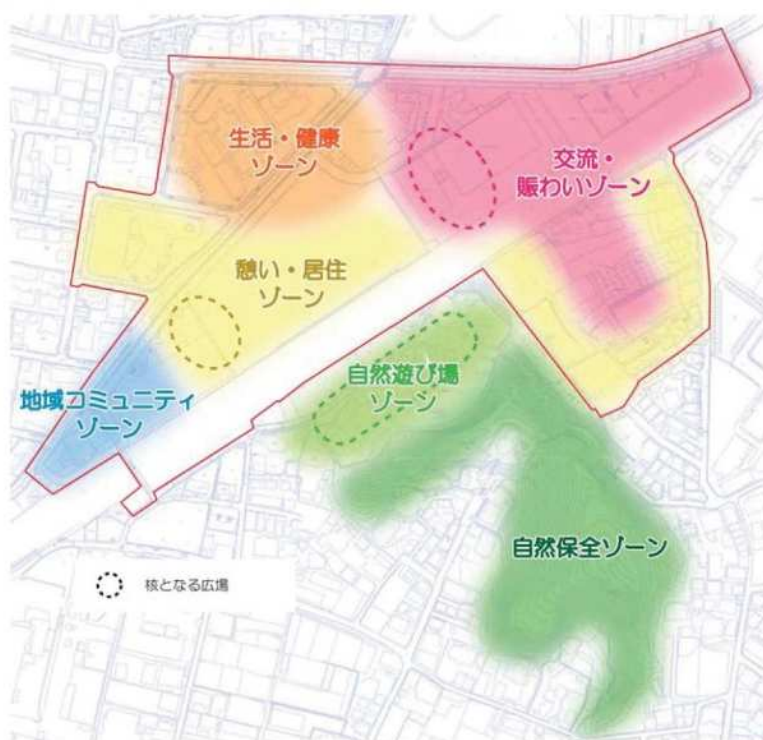 生活・健康
ゾーン
交流・
賑わいゾーン
憩い・居住
ゾーン
自然遊び場
ゾーン
地域コミュニティ
ゾーン
自然保全ゾーン
核となる広場